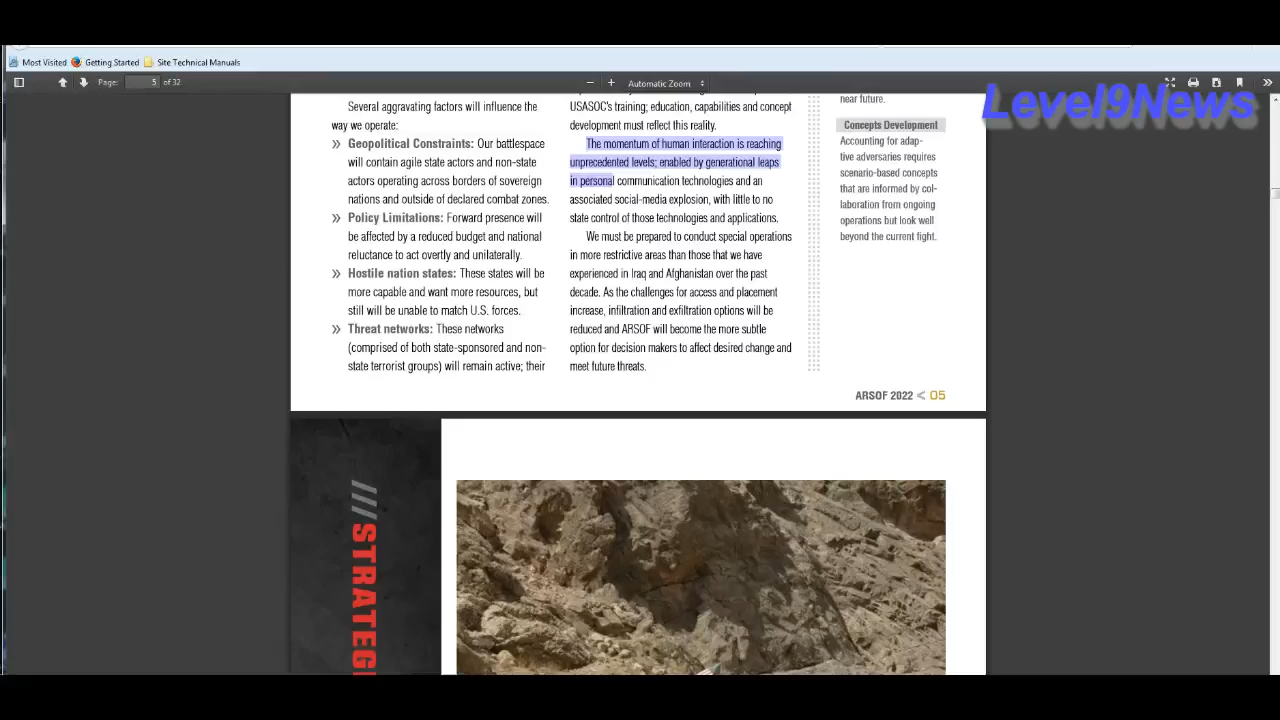 Most Visited Getting Started Site Technical Manuals
Page: 5 of 32 Automatic Zoom
Level9News
Several aggravating factors will influence the
way we operate:
» Geopolitical Constraints: Our battlespace
will contain agile state actors and non-state
actors operating across borders of sovereign
nations and outside of declared combat zones.
» Policy Limitations: Forward presence will
be affected by a reduced budget and national
reluctance to act overtly and unilaterally.
» Hostile nation states: These states will be
more capable and want more resources, but
still will be unable to match U.S. forces.
» Threat networks: These networks
(comprised of both state-sponsored and non-
state terrorist groups) will remain active; their
USASOC's training; education, capabilities and concept
development must reflect this reality.
The momentum of human interaction is reaching
unprecedented levels; enabled by generational leaps
in personal communication technologies and an
associated social-media explosion, with little to no
state control of those technologies and applications.
We must be prepared to conduct special operations
in more restrictive areas than those that we have
experienced in Iraq and Afghanistan over the past
decade. As the challenges for access and placement
increase, infiltration and exfiltration options will be
reduced and ARSOF will become the more subtle
option for decision makers to affect desired change and
meet future threats.
near future.
Concepts Development
Accounting for adap-
tive adversaries requires
scenario-based concepts
that are informed by col-
laboration from ongoing
operations but look well
beyond the current fight.
ARSOF 2022 < 05
///STRATEG